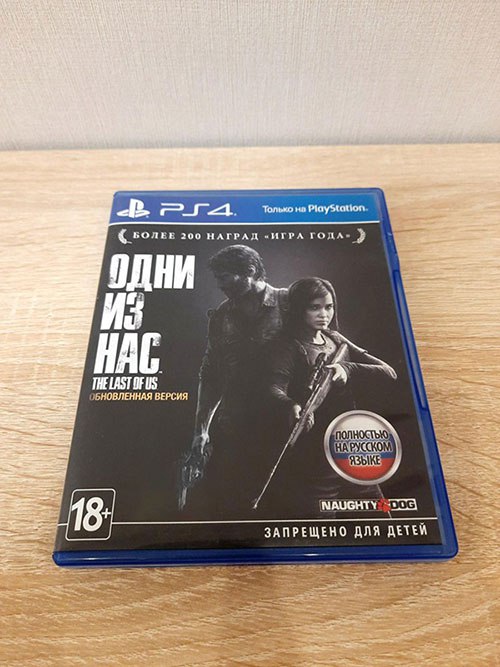 PS4
Только на PlayStation.
БОЛЕЕ 200 НАГРАД «ИГРА ГОДА»
ОДНИ
ИЗ
НАС
THE LAST OF US
ОБНОВЛЕННАЯ ВЕРСИЯ
ПОЛНОСТЬЮ
НА РУССКОМ
ЯЗЫКЕ
NAUGHTY DOG
18+
ЗАПРЕЩЕНО ДЛЯ ДЕТЕЙ